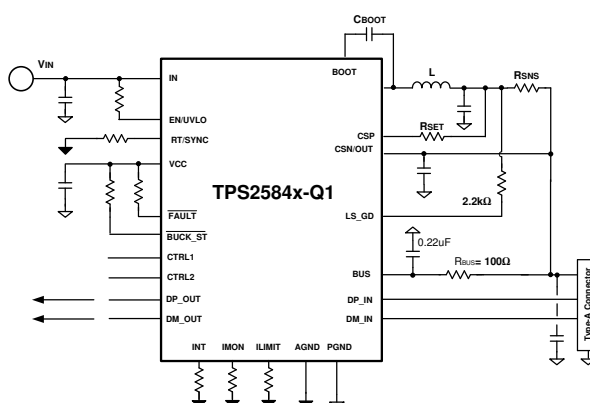 CBOOT
VIN
IN
BOOT
L
RSNS
EN/UVLO
RT/SYNC
CSP
RSET
CSN/OUT
VCC
TPS2584x-Q1
2.2kΩ
FAULT
LS_GD
BUCK_ST
0.22uF
CTRL1
CTRL2
BUS
RBUS= 100Ω
DP_OUT
DP_IN
DM_OUT
DM_IN
Type-A Connector
INT
IMON
ILIMIT
AGND
PGND